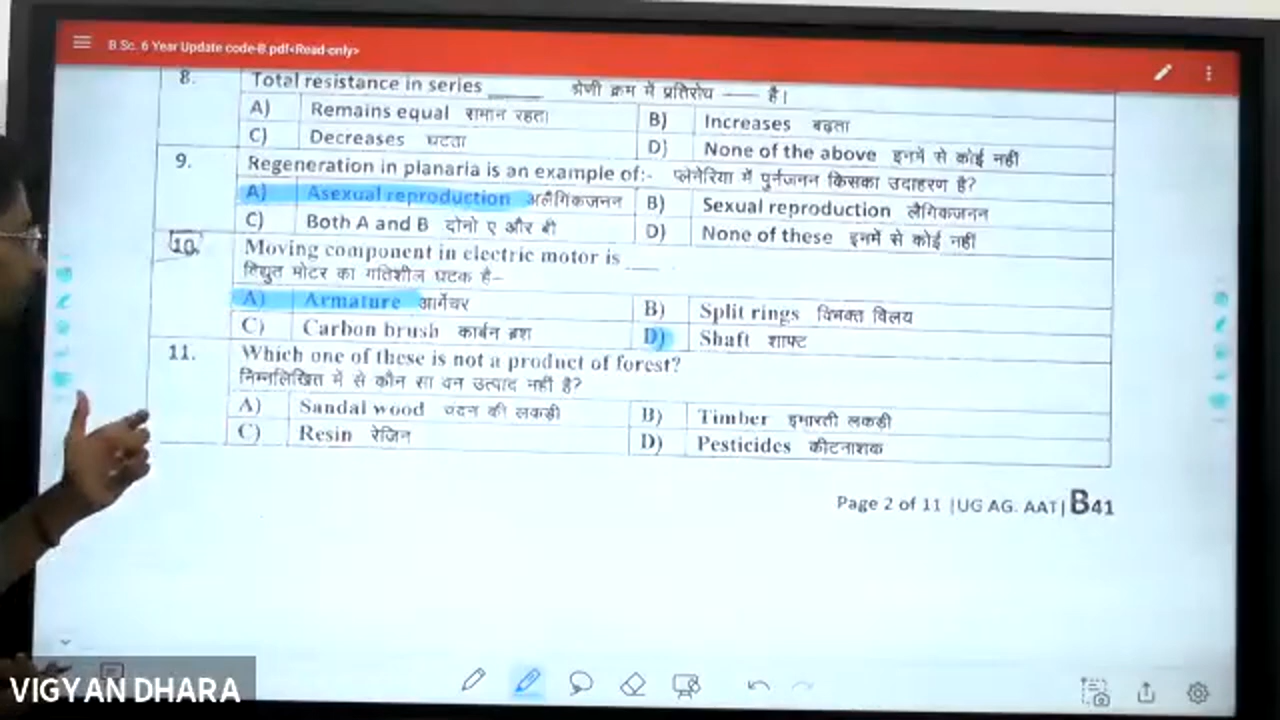 B.Sc. 6 Year Update code-B.pdf<Read-only>
8. Total resistance in series ____ श्रेणी क्रम में प्रतिरोध —— है।
A) Remains equal सामान रहता B) Increases बढ़ता
C) Decreases घटता D) None of the above इनमें से कोई नहीं
9. Regeneration in planaria is an example of:- प्लेनेरिया में पुर्नजनन किसका उदाहरण है?
A) Asexual reproduction अलैंगिकजनन B) Sexual reproduction लैगिकजनन
C) Both A and B दोनो ए और बी D) None of these इनमें से कोई नहीं
10. Moving component in electric motor is ____
विद्युत मोटर का गतिशील घटक है–
A) Armature आर्मेचर B) Split rings विभक्त विलय
C) Carbon brush कार्बन ब्रश D) Shaft शाफ्ट
11. Which one of these is not a product of forest?
निम्नलिखित में से कौन सा वन उत्पाद नहीं है?
A) Sandal wood चंदन की लकड़ी B) Timber इमारती लकड़ी
C) Resin रेजिन D) Pesticides कीटनाशक
Page 2 of 11 |UG AG. AAT| B41
VIGYAN DHARA